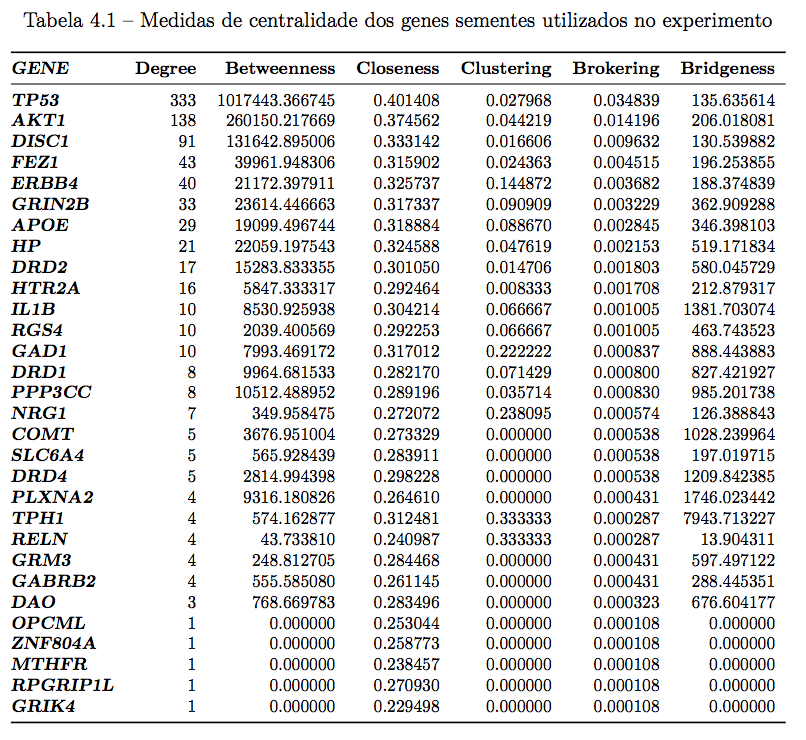 Tabela 4.1 – Medidas de centralidade dos genes sementes utilizados no experimento
GENE Degree Betweenness Closeness Clustering Brokering Bridgeness
TP53 333 1017443.366745 0.401408 0.027968 0.034839 135.635614
AKT1 138 260150.217669 0.374562 0.044219 0.014196 206.018081
DISC1 91 131642.895006 0.333142 0.016606 0.009632 130.539882
FEZ1 43 39961.948306 0.315902 0.024363 0.004515 196.253855
ERBB4 40 21172.397911 0.325737 0.144872 0.003682 188.374839
GRIN2B 33 23614.446663 0.317337 0.090909 0.003229 362.909288
APOE 29 19099.496744 0.318884 0.088670 0.002845 346.398103
HP 21 22059.197543 0.324588 0.047619 0.002153 519.171834
DRD2 17 15283.833355 0.301050 0.014706 0.001803 580.045729
HTR2A 16 5847.333317 0.292464 0.008333 0.001708 212.879317
IL1B 10 8530.925938 0.304214 0.066667 0.001005 1381.703074
RGS4 10 2039.400569 0.292253 0.066667 0.001005 463.743523
GAD1 10 7993.469172 0.317012 0.222222 0.000837 888.443883
DRD1 8 9964.681533 0.282170 0.071429 0.000800 827.421927
PPP3CC 8 10512.488952 0.289196 0.035714 0.000830 985.201738
NRG1 7 349.958475 0.272072 0.238095 0.000574 126.388843
COMT 5 3676.951004 0.273329 0.000000 0.000538 1028.239964
SLC6A4 5 565.928439 0.283911 0.000000 0.000538 197.019715
DRD4 5 2814.994398 0.298228 0.000000 0.000538 1209.842385
PLXNA2 4 9316.180826 0.264610 0.000000 0.000431 1746.023442
TPH1 4 574.162877 0.312481 0.333333 0.000287 7943.713227
RELN 4 43.733810 0.240987 0.333333 0.000287 13.904311
GRM3 4 248.812705 0.284468 0.000000 0.000431 597.497122
GABRB2 4 555.585080 0.261145 0.000000 0.000431 288.445351
DAO 3 768.669783 0.283496 0.000000 0.000323 676.604177
OPCML 1 0.000000 0.253044 0.000000 0.000108 0.000000
ZNF804A 1 0.000000 0.258773 0.000000 0.000108 0.000000
MTHFR 1 0.000000 0.238457 0.000000 0.000108 0.000000
RPGRIP1L 1 0.000000 0.270930 0.000000 0.000108 0.000000
GRIK4 1 0.000000 0.229498 0.000000 0.000108 0.000000